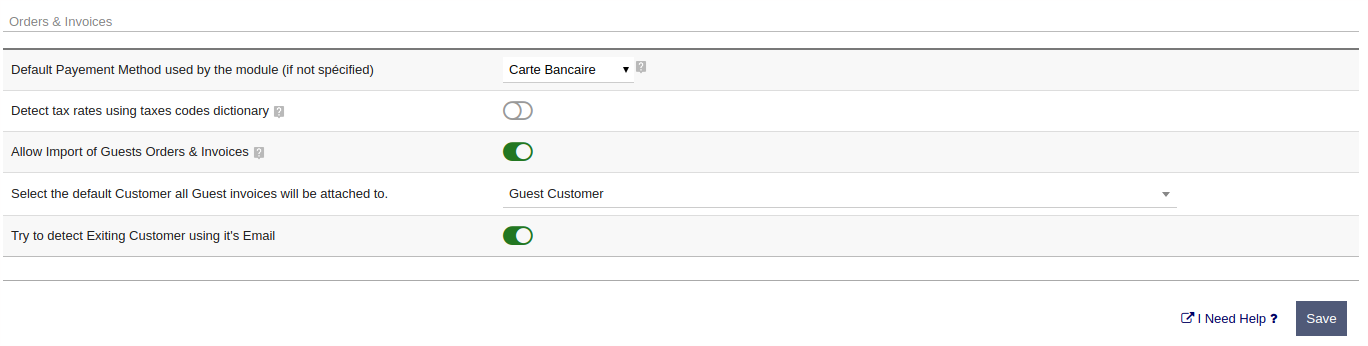 Orders & Invoices
Default Payement Method used by the module (if not spécified)
Carte Bancaire
Detect tax rates using taxes codes dictionary
Allow Import of Guests Orders & Invoices
Select the default Customer all Guest invoices will be attached to.
Guest Customer
Try to detect Exiting Customer using it's Email
I Need Help ?
Save